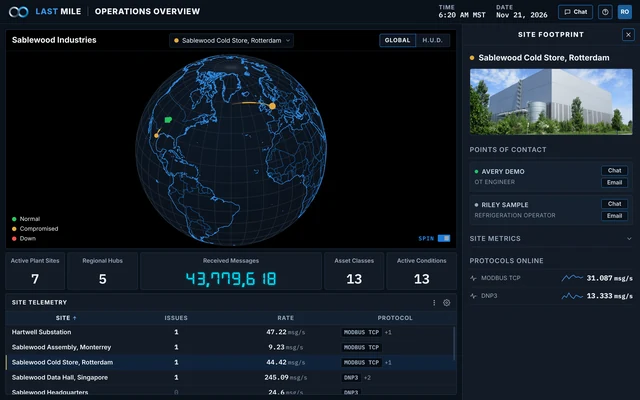 LAST MILE | OPERATIONS OVERVIEW
TIME
6:20 AM MST
DATE
Nov 21, 2026
Chat
RO
Sablewood Industries
Sablewood Cold Store, Rotterdam
GLOBAL
H.U.D.
Normal
Compromised
Down
SPIN
Active Plant Sites
7
Regional Hubs
5
Received Messages
43,779,618
Asset Classes
13
Active Conditions
13
SITE TELEMETRY
SITE ↑ ISSUES RATE PROTOCOL
Hartwell Substation 1 47.22 msg/s MODBUS TCP +1
Sablewood Assembly, Monterrey 1 9.23 msg/s MODBUS TCP
Sablewood Cold Store, Rotterdam 1 44.42 msg/s MODBUS TCP +1
Sablewood Data Hall, Singapore 1 245.09 msg/s DNP3 +2
Sablewood Headquarters 0 24.6 msg/s DNP3
SITE FOOTPRINT
Sablewood Cold Store, Rotterdam
POINTS OF CONTACT
AVERY DEMO
OT ENGINEER
Chat
Email
RILEY SAMPLE
REFRIGERATION OPERATOR
Chat
Email
SITE METRICS
PROTOCOLS ONLINE
MODBUS TCP 31.087 msg/s
DNP3 13.333 msg/s